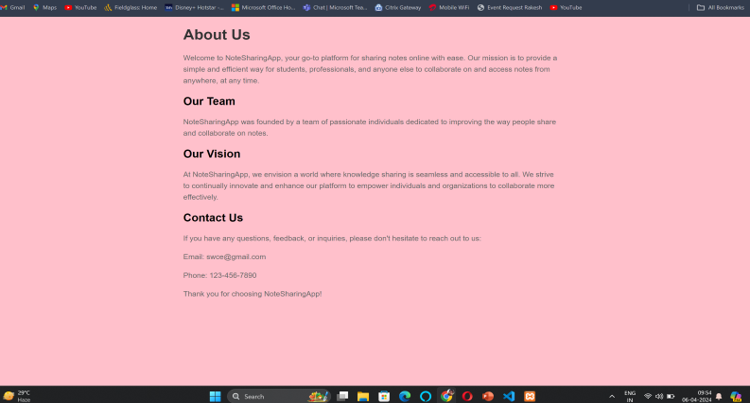 Gmail
Maps
YouTube
Fieldglass: Home
Disney+ Hotstar -...
Microsoft Office Ho...
Chat | Microsoft Tea...
Citrix Gateway
Mobile WiFi
Event Request Rakesh
YouTube
All Bookmarks
About Us
Welcome to NoteSharingApp, your go-to platform for sharing notes online with ease. Our mission is to provide a
simple and efficient way for students, professionals, and anyone else to collaborate on and access notes from
anywhere, at any time.
Our Team
NoteSharingApp was founded by a team of passionate individuals dedicated to improving the way people share
and collaborate on notes.
Our Vision
At NoteSharingApp, we envision a world where knowledge sharing is seamless and accessible to all. We strive
to continually innovate and enhance our platform to empower individuals and organizations to collaborate more
effectively.
Contact Us
If you have any questions, feedback, or inquiries, please don't hesitate to reach out to us:
Email: swce@gmail.com
Phone: 123-456-7890
Thank you for choosing NoteSharingApp!
29°C
Haze
Search
ENG
IN
09:54
06-04-2024